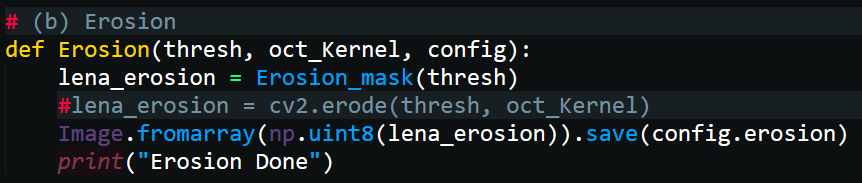 # (b) Erosion
def Erosion(thresh, oct_Kernel, config):
    lena_erosion = Erosion_mask(thresh)
    #lena_erosion = cv2.erode(thresh, oct_Kernel)
    Image.fromarray(np.uint8(lena_erosion)).save(config.erosion)
    print("Erosion Done")